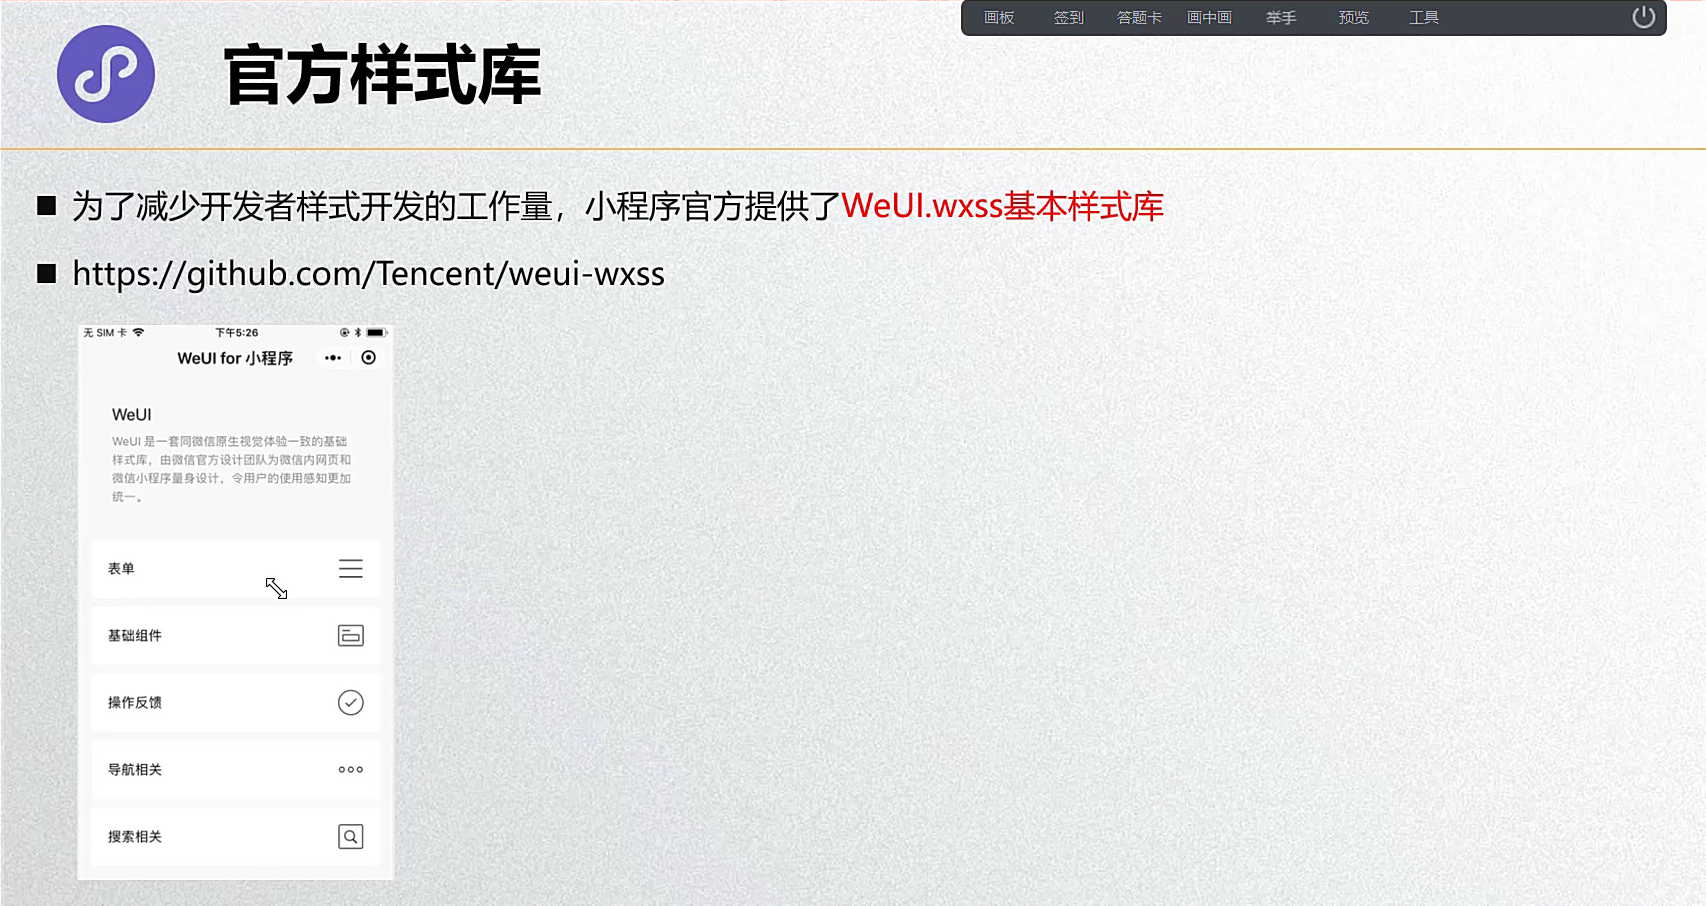 画板 签到 答题卡 画中画 举手 预览 工具
官方样式库
为了减少开发者样式开发的工作量，小程序官方提供了WeUI.wxss基本样式库
https://github.com/Tencent/weui-wxss
无 SIM 卡 下午5:26
WeUI for 小程序
WeUI
WeUI 是一套同微信原生视觉体验一致的基础
样式库，由微信官方设计团队为微信内网页和
微信小程序量身设计，令用户的使用感知更加
统一。
表单
基础组件
操作反馈
导航相关
搜索相关